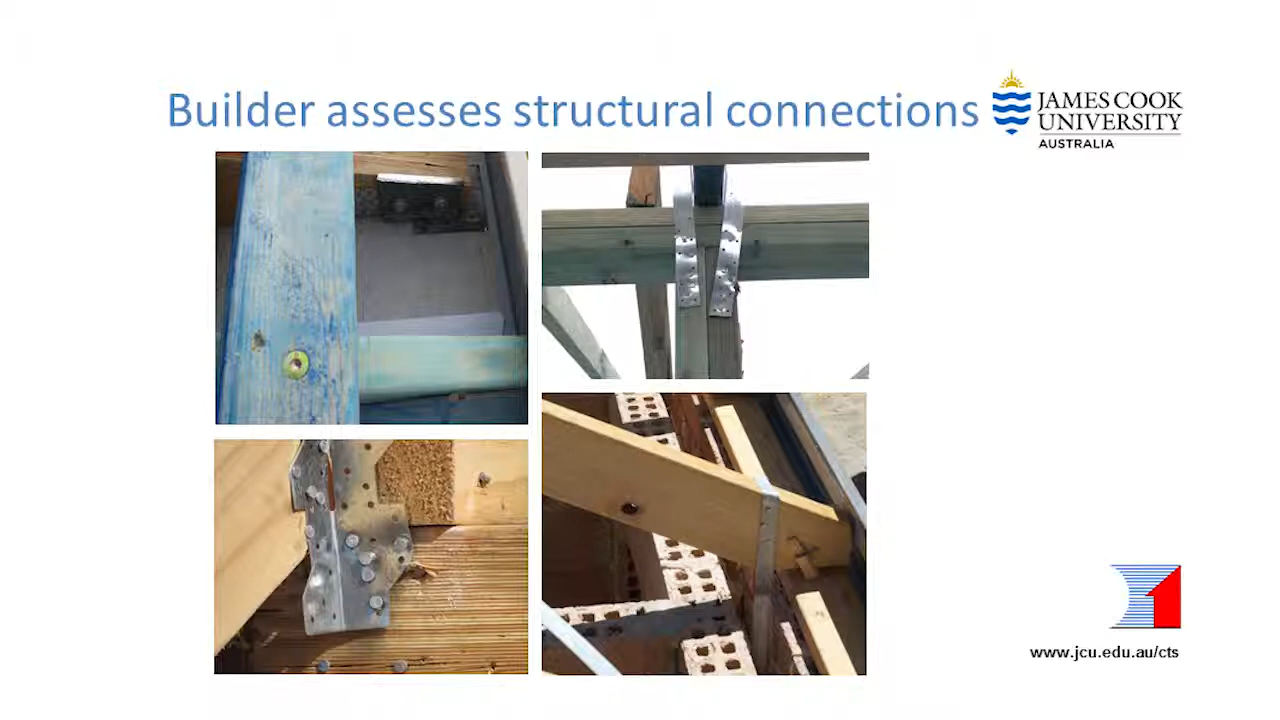 Builder assesses structural connections
JAMES COOK
UNIVERSITY
AUSTRALIA
www.jcu.edu.au/cts